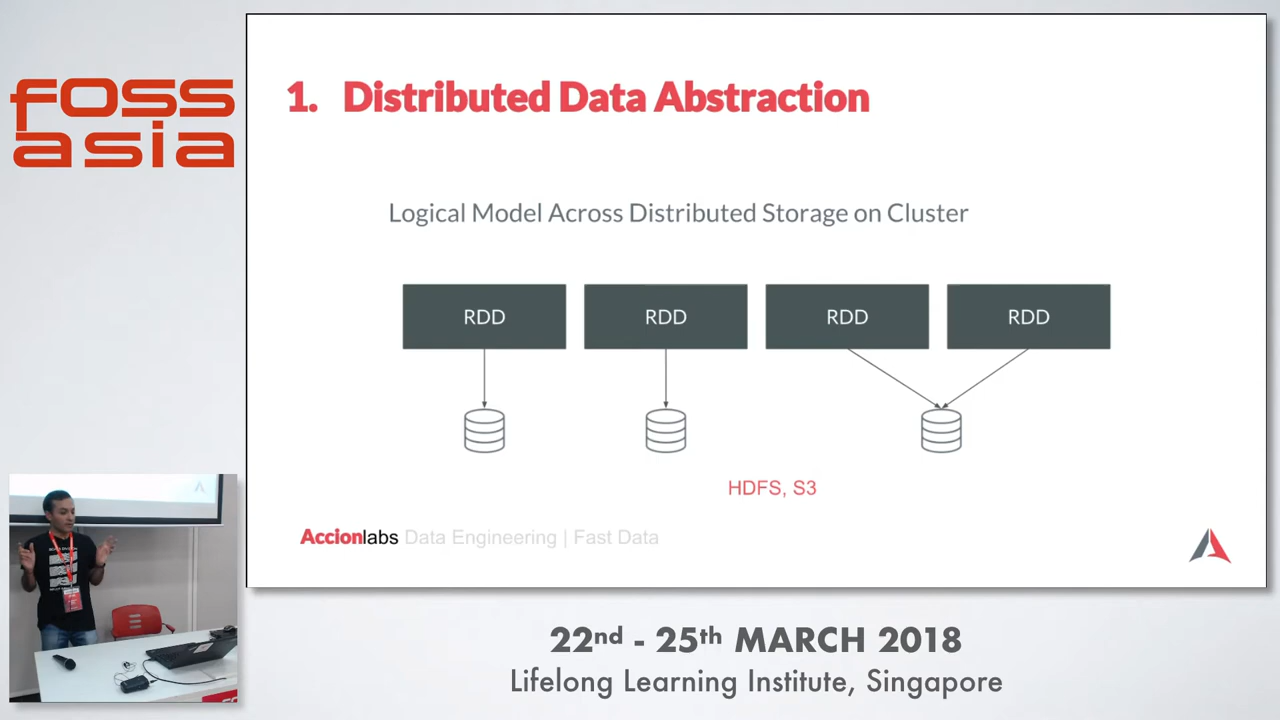 foss
asia
1. Distributed Data Abstraction
Logical Model Across Distributed Storage on Cluster
RDD
RDD
RDD
RDD
HDFS, S3
Accionlabs Data Engineering | Fast Data
22nd - 25th MARCH 2018
Lifelong Learning Institute, Singapore